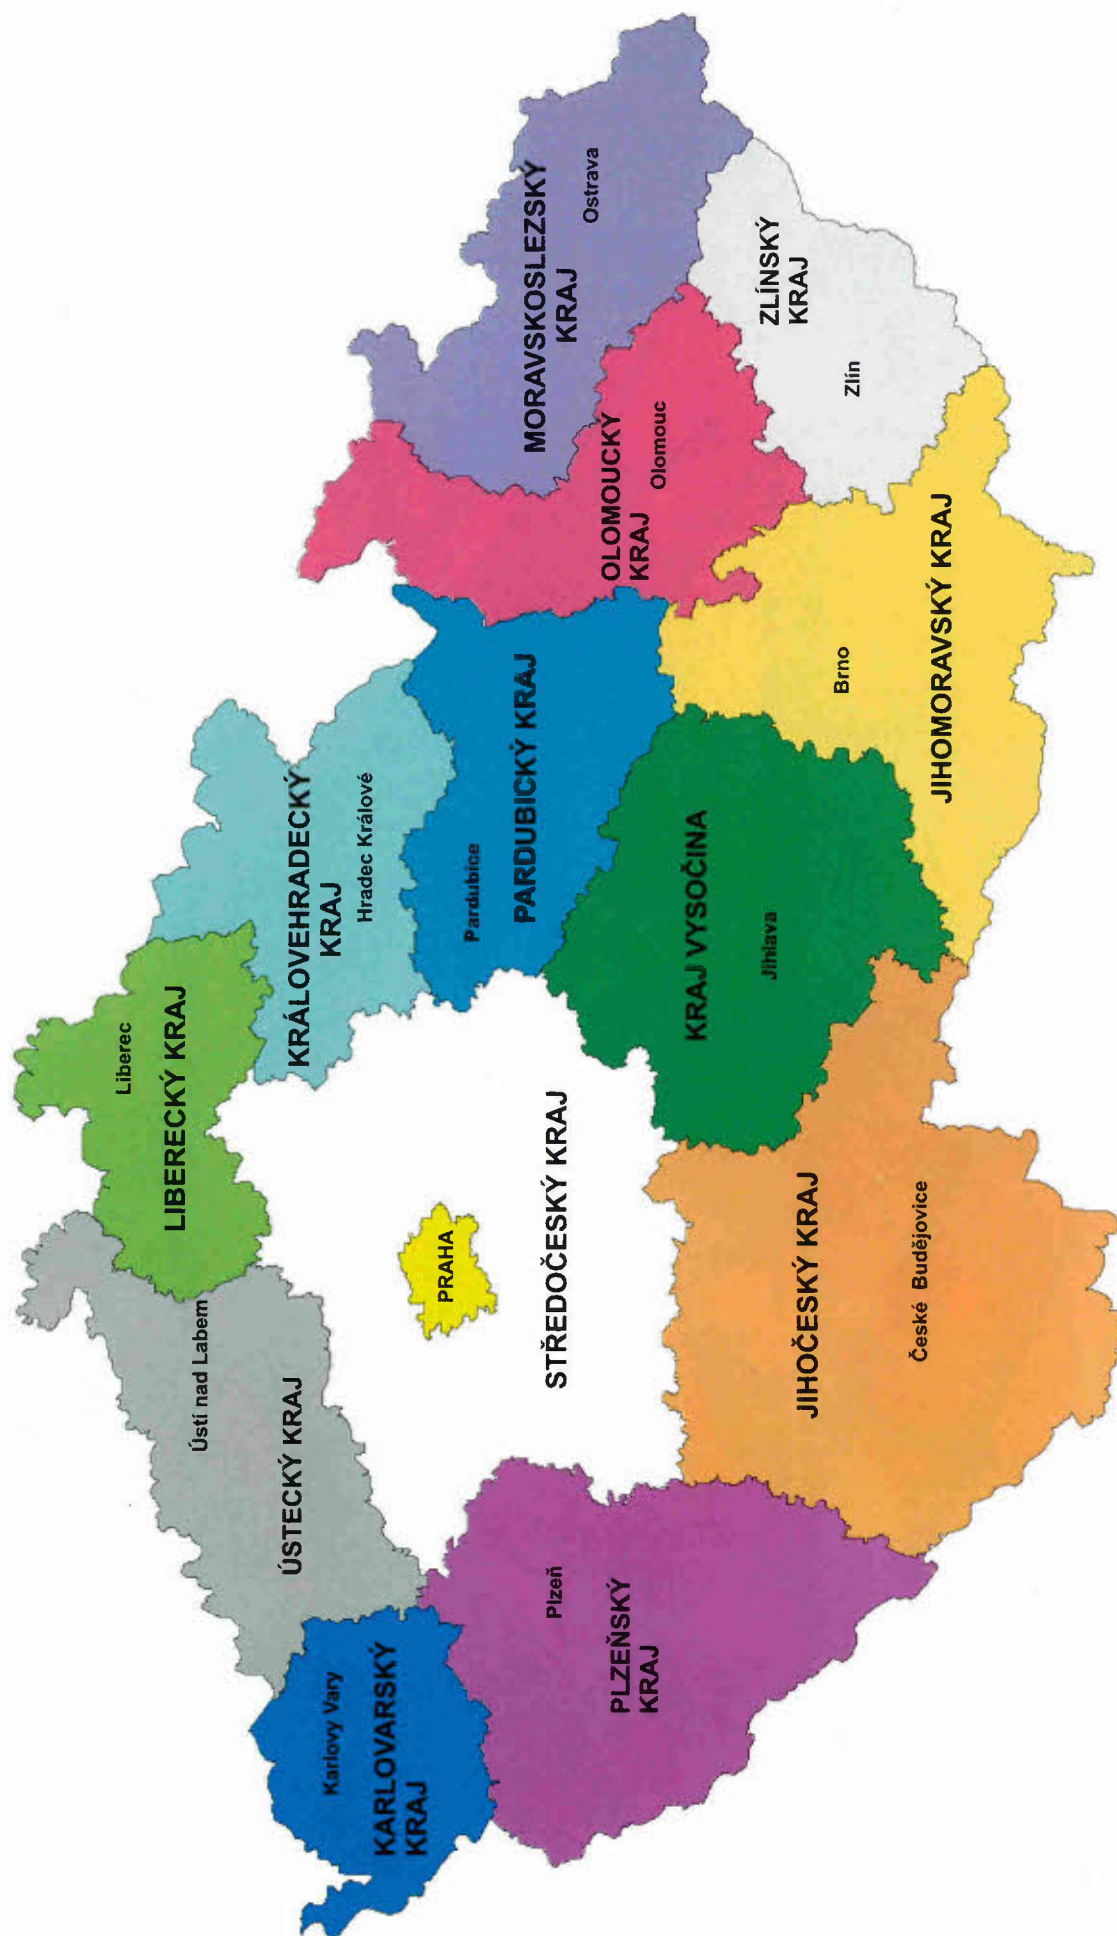 LIBERECKÝ KRAJ
Liberec
ÚSTECKÝ KRAJ
Ústí nad Labem
KARLOVARSKÝ
KRAJ
Karlovy Vary
KRÁLOVEHRADECKÝ
KRAJ
Hradec Králové
PRAHA
STŘEDOČESKÝ KRAJ
Pardubice
PARDUBICKÝ KRAJ
Plzeň
PLZEŇSKÝ
KRAJ
MORAVSKOSLEZSKÝ
KRAJ
Ostrava
OLOMOUCKÝ
KRAJ
Olomouc
KRAJ VYSOČINA
Jihlava
ZLÍNSKÝ
KRAJ
Zlín
JIHOČESKÝ KRAJ
České Budějovice
Brno
JIHOMORAVSKÝ KRAJ